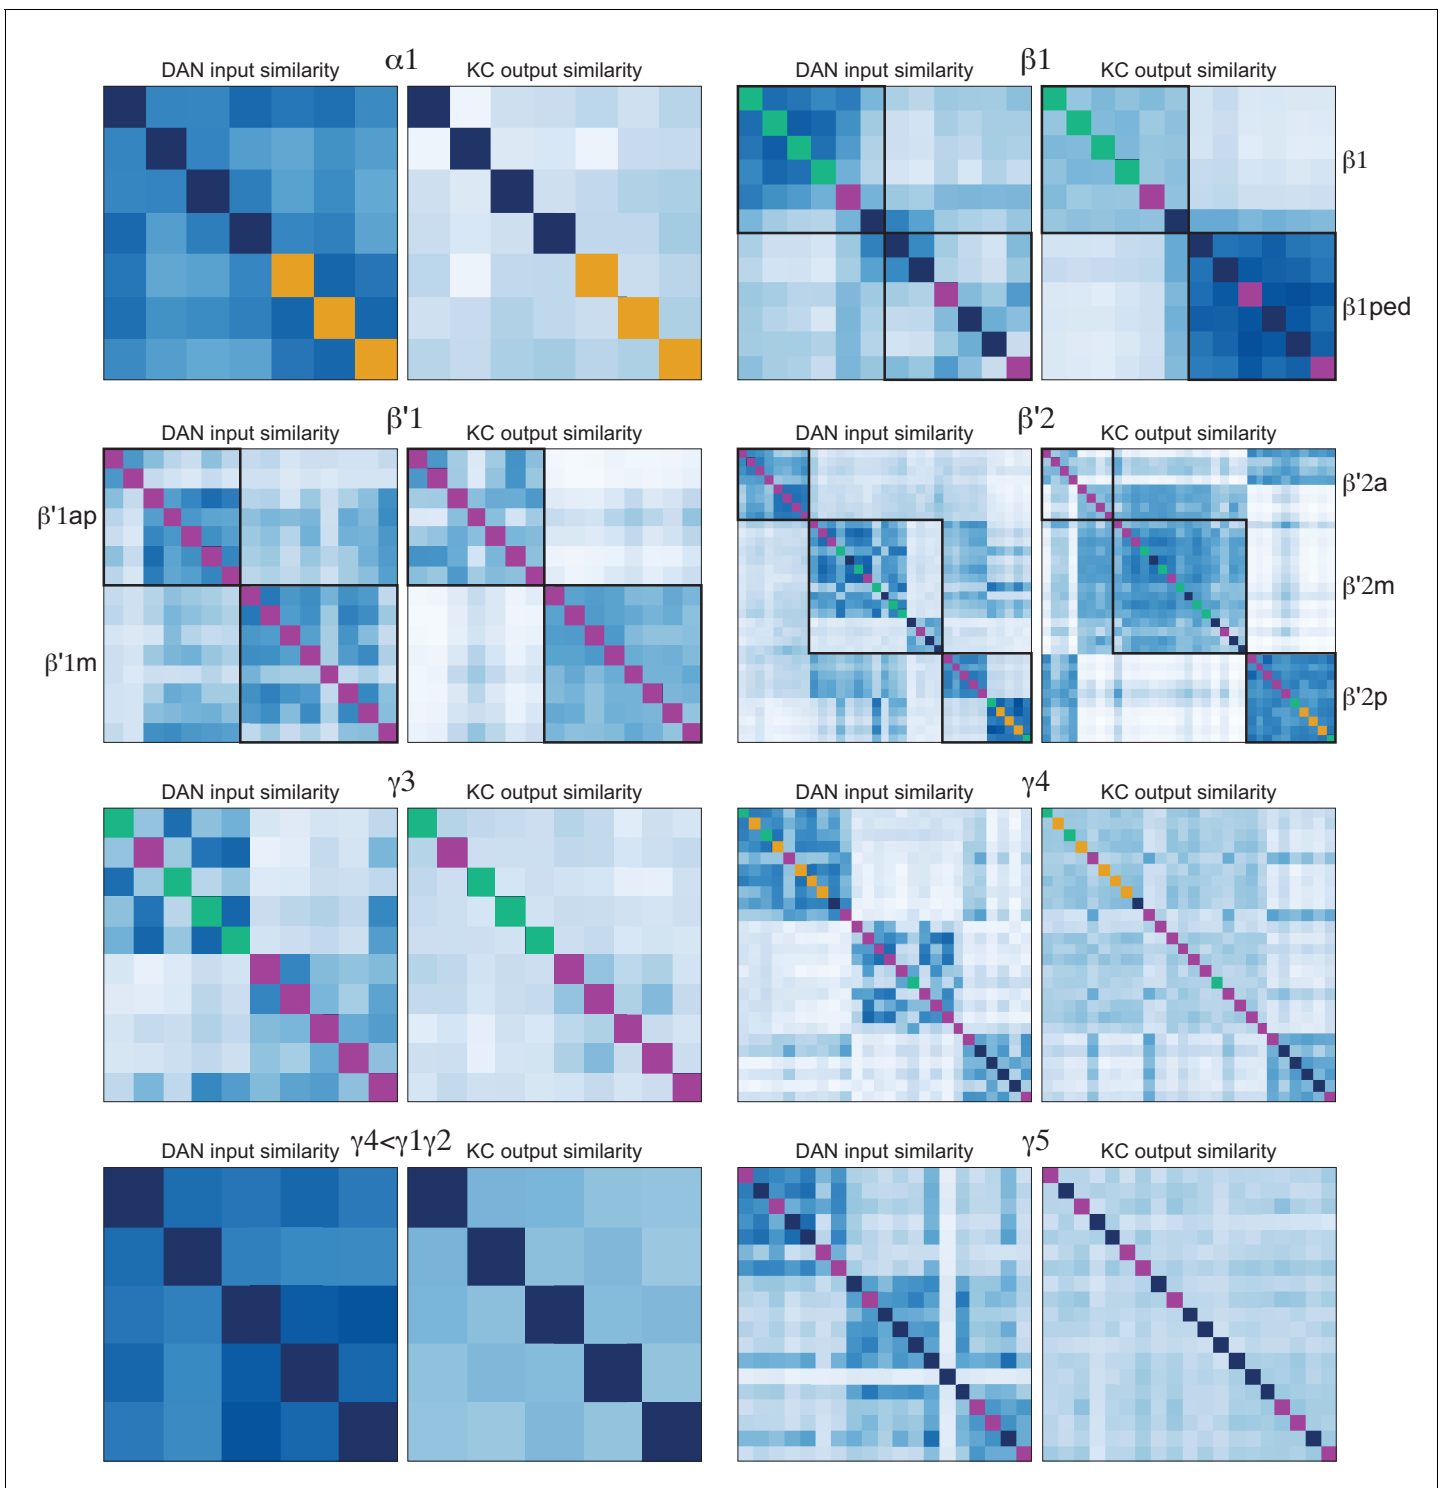 α1
DAN input similarity
KC output similarity
β1
DAN input similarity
KC output similarity
β1
β1ped
β'1
DAN input similarity
KC output similarity
β'1ap
β'1m
β'2
DAN input similarity
KC output similarity
β'2a
β'2m
β'2p
γ3
DAN input similarity
KC output similarity
γ4
DAN input similarity
KC output similarity
γ4<γ1γ2
DAN input similarity
KC output similarity
γ5
DAN input similarity
KC output similarity